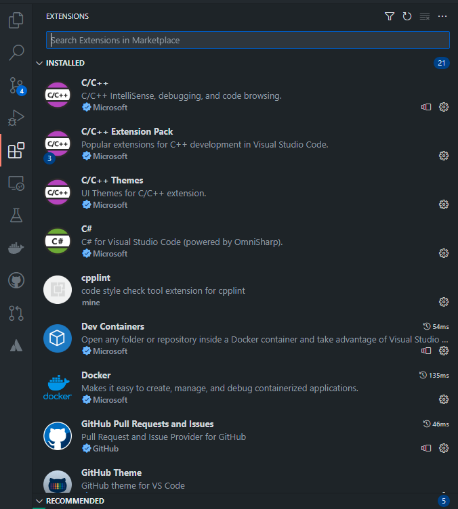 EXTENSIONS
Search Extensions in Marketplace
INSTALLED 21
C/C++
C/C++ IntelliSense, debugging, and code browsing.
Microsoft
C/C++ Extension Pack
Popular extensions for C++ development in Visual Studio Code.
Microsoft
C/C++ Themes
UI Themes for C/C++ extension.
Microsoft
C#
C# for Visual Studio Code (powered by OmniSharp).
Microsoft
cpplint
code style check tool extension for cpplint
mine
Dev Containers 54ms
Open any folder or repository inside a Docker container and take advantage of Visual Studio ...
Microsoft
Docker 135ms
Makes it easy to create, manage, and debug containerized applications.
Microsoft
GitHub Pull Requests and Issues 46ms
Pull Request and Issue Provider for GitHub
GitHub
GitHub Theme
GitHub theme for VS Code
RECOMMENDED 5
4
C/C++
C/C++
3
C/C++
C#
docker